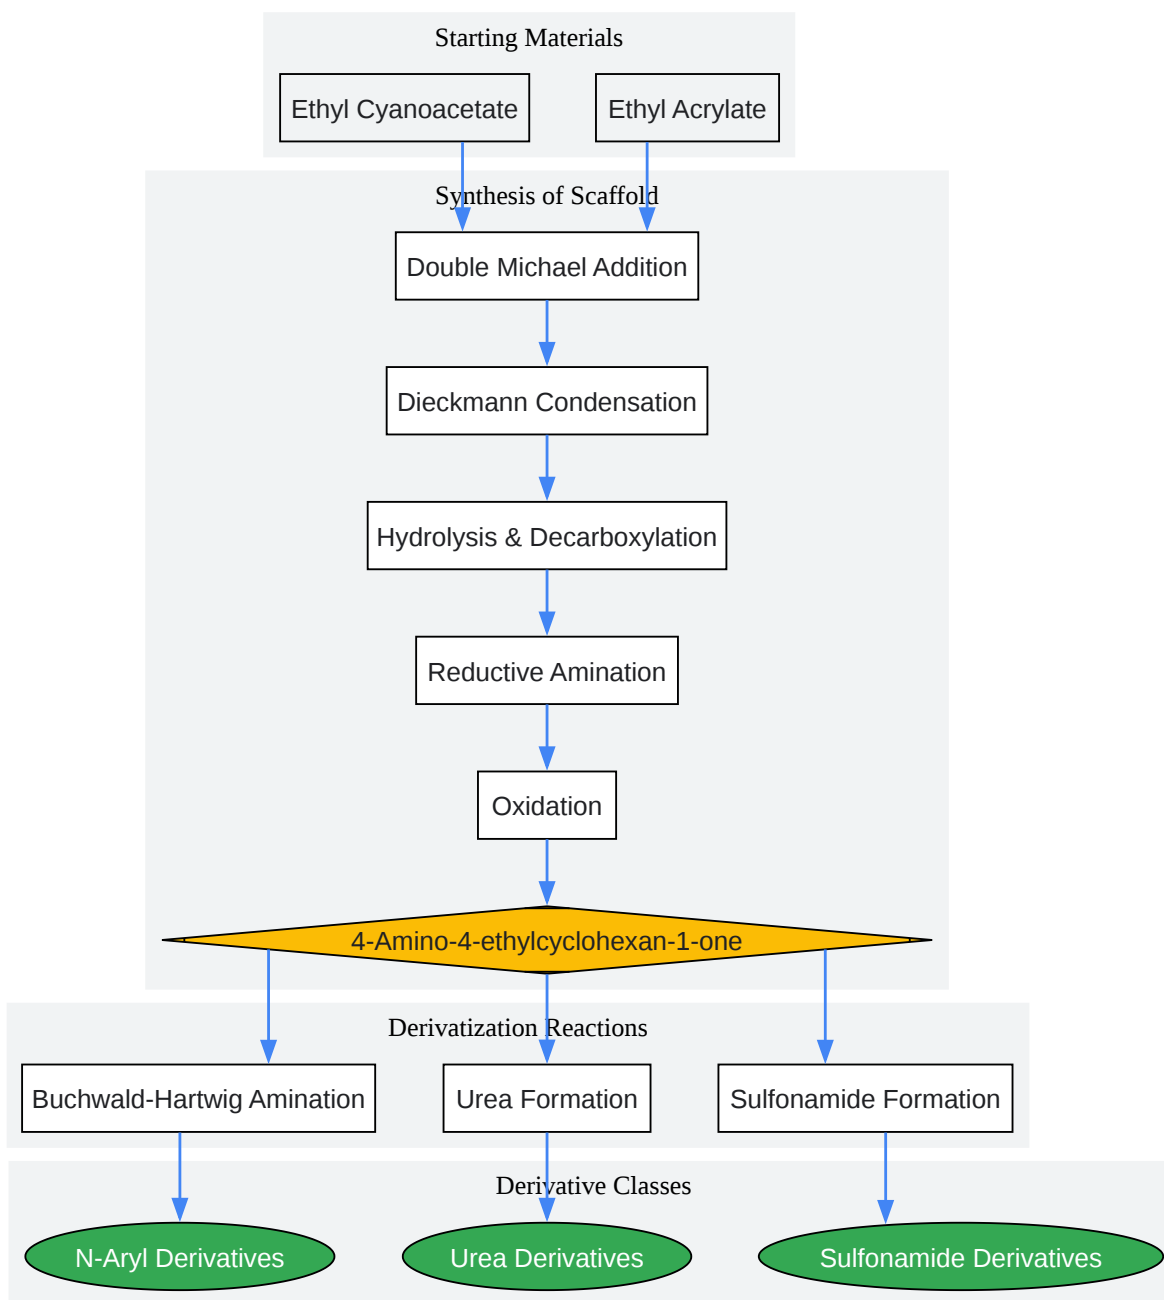 Starting Materials
Ethyl Cyanoacetate
Ethyl Acrylate
Synthesis of Scaffold
Double Michael Addition
Dieckmann Condensation
Hydrolysis & Decarboxylation
Reductive Amination
Oxidation
4-Amino-4-ethylcyclohexan-1-one
Derivatization Reactions
Buchwald-Hartwig Amination
Urea Formation
Sulfonamide Formation
Derivative Classes
N-Aryl Derivatives
Urea Derivatives
Sulfonamide Derivatives